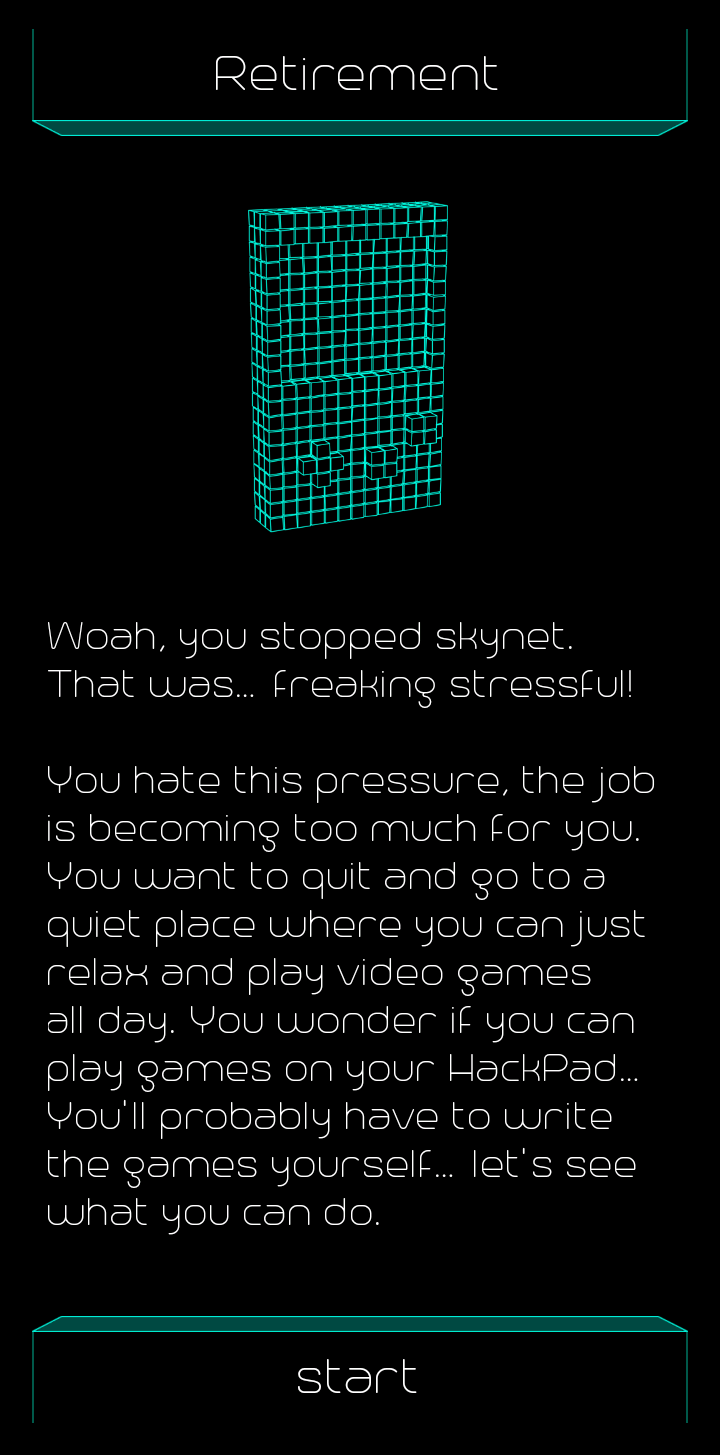 Retirement
Woah, you stopped skynet.
That was... freaking stressful!
You hate this pressure, the job
is becoming too much for you.
You want to quit and go to a
quiet place where you can just
relax and play video games
all day. You wonder if you can
play games on your HackPad...
You'll probably have to write
the games yourself... let's see
what you can do.
start